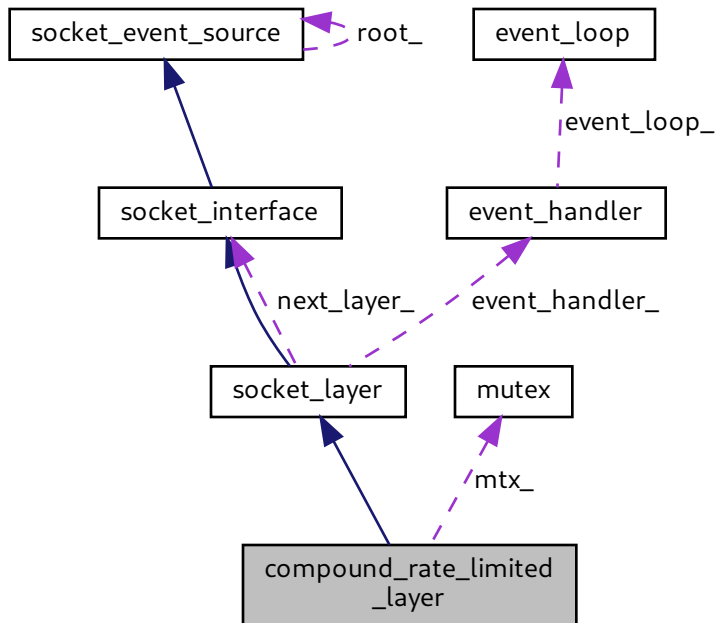 socket_event_source
root_
event_loop
event_loop_
socket_interface
event_handler
next_layer_
event_handler_
socket_layer
mutex
mtx_
compound_rate_limited
_layer